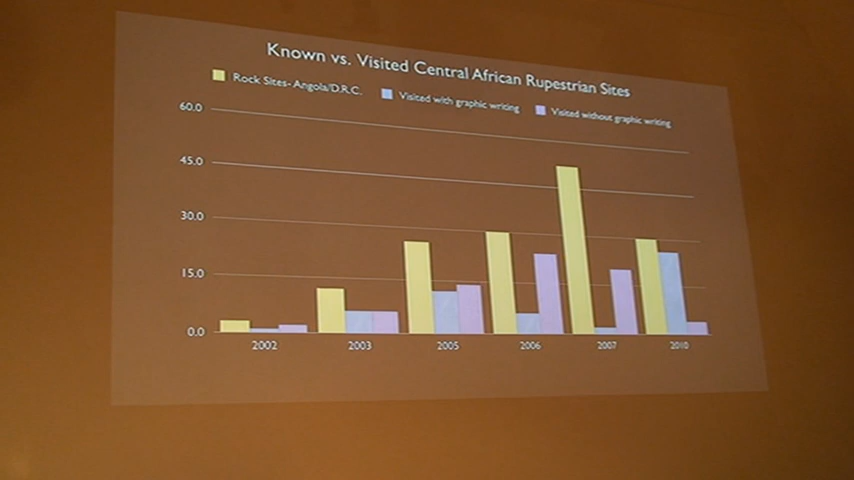 Known vs. Visited Central African Rupestrian Sites
Rock Sites- Angola/D.R.C.
Visited with graphic writing
Visited without graphic writing
60.0
45.0
30.0
15.0
0.0
2002 2003 2005 2006 2007 2010